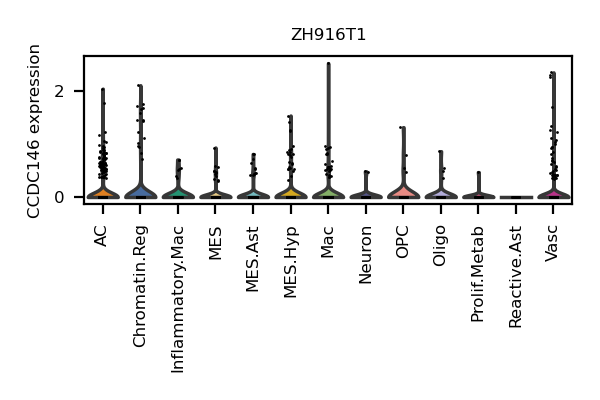 ZH916T1
CCDC146 expression
2
0
AC
Chromatin.Reg
Inflammatory.Mac
MES
MES.Ast
MES.Hyp
Mac
Neuron
OPC
Oligo
Prolif.Metab
Reactive.Ast
Vasc